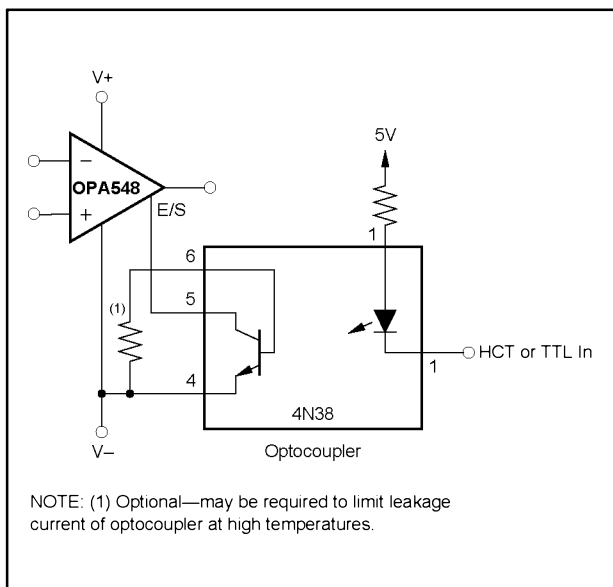 V+
5V
−
OPA548
+
E/S
1
6
(1)
5
HCT or TTL In
1
4
4N38
V–
Optocoupler
NOTE: (1) Optional—may be required to limit leakage
current of optocoupler at high temperatures.